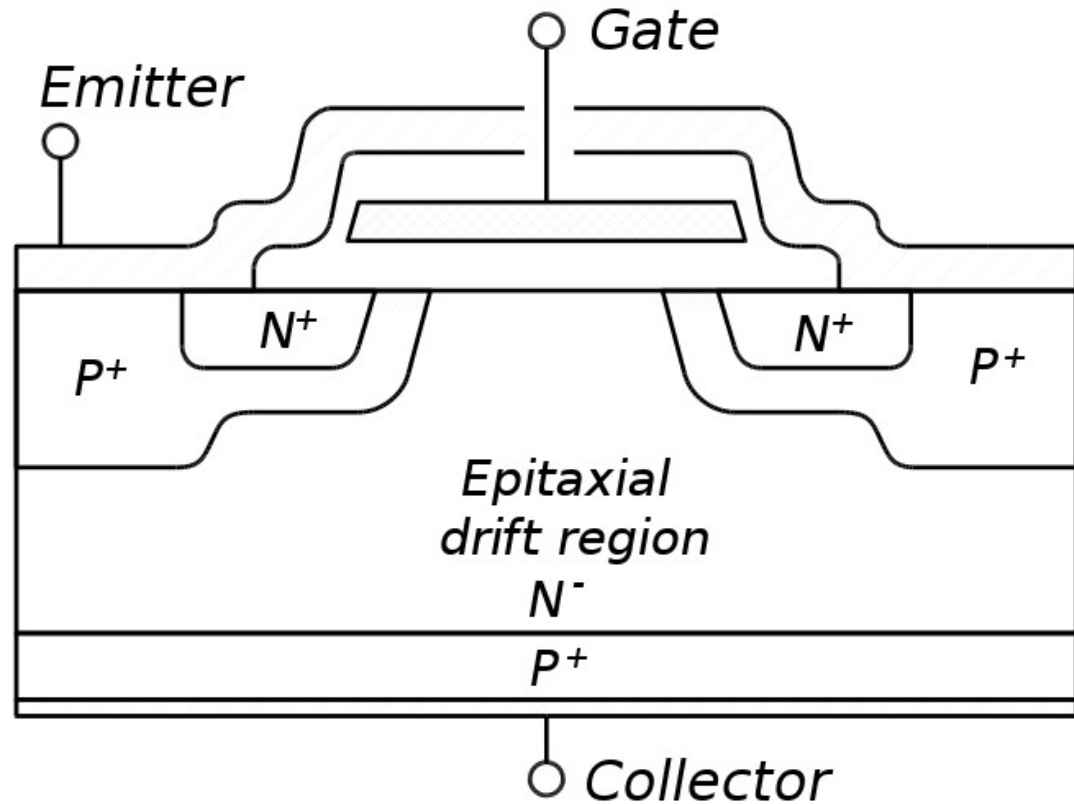 Gate
Emitter
N⁺
N⁺
P⁺
P⁺
Epitaxial
drift region
N⁻
P⁺
Collector